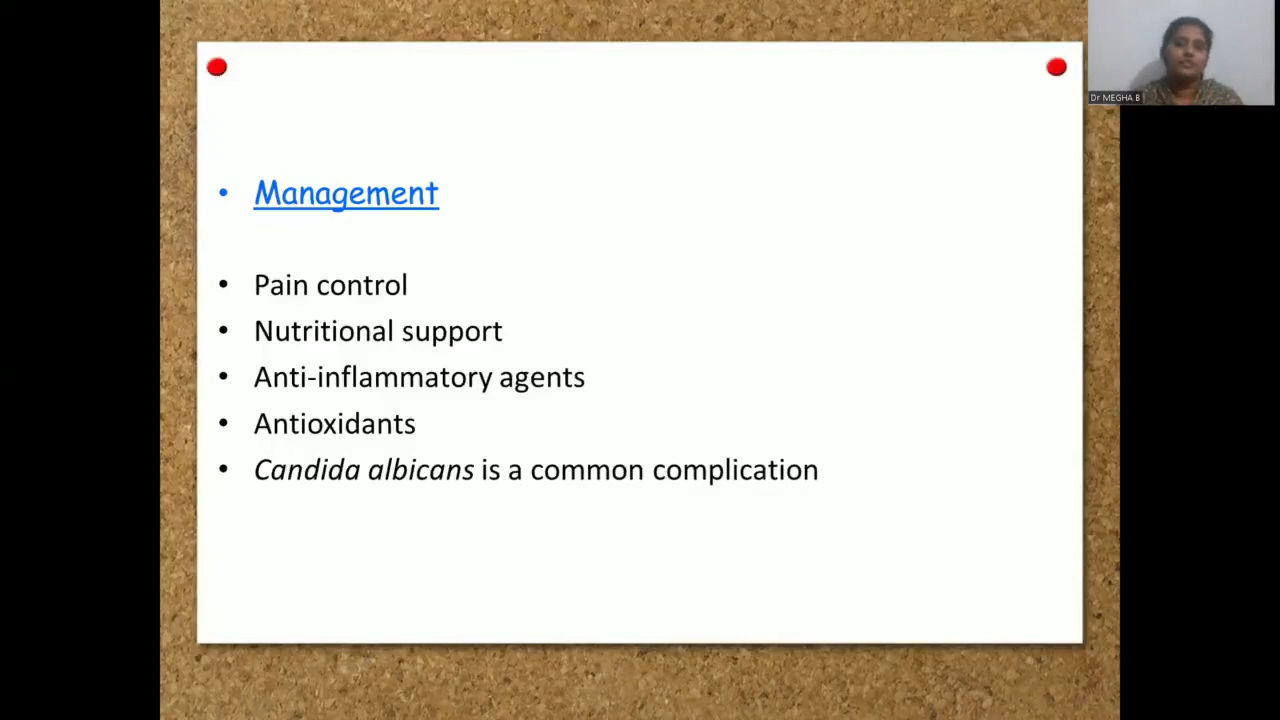 Dr MEGHA B
• Management
• Pain control
• Nutritional support
• Anti-inflammatory agents
• Antioxidants
• Candida albicans is a common complication